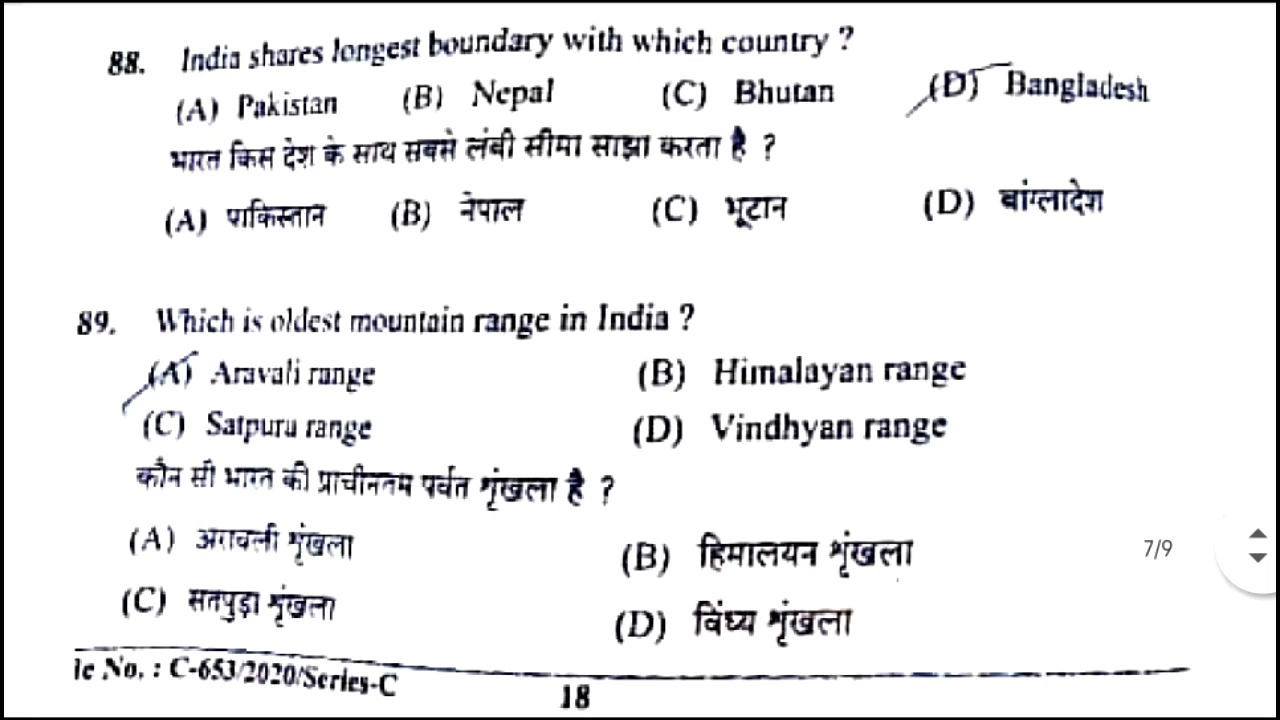 88. India shares longest boundary with which country ?
(A) Pakistan (B) Nepal (C) Bhutan (D) Bangladesh
भारत किस देश के साथ सबसे लंबी सीमा साझा करता है ?
(A) पाकिस्तान (B) नेपाल (C) भूटान (D) बांग्लादेश
89. Which is oldest mountain range in India ?
(A) Aravali range (B) Himalayan range
(C) Satpura range (D) Vindhyan range
कौन सी भारत की प्राचीनतम पर्वत शृंखला है ?
(A) अरावली शृंखला (B) हिमालयन शृंखला
(C) सतपुड़ा शृंखला (D) विंध्य शृंखला
7/9
le No. : C-653/2020/Series-C
18